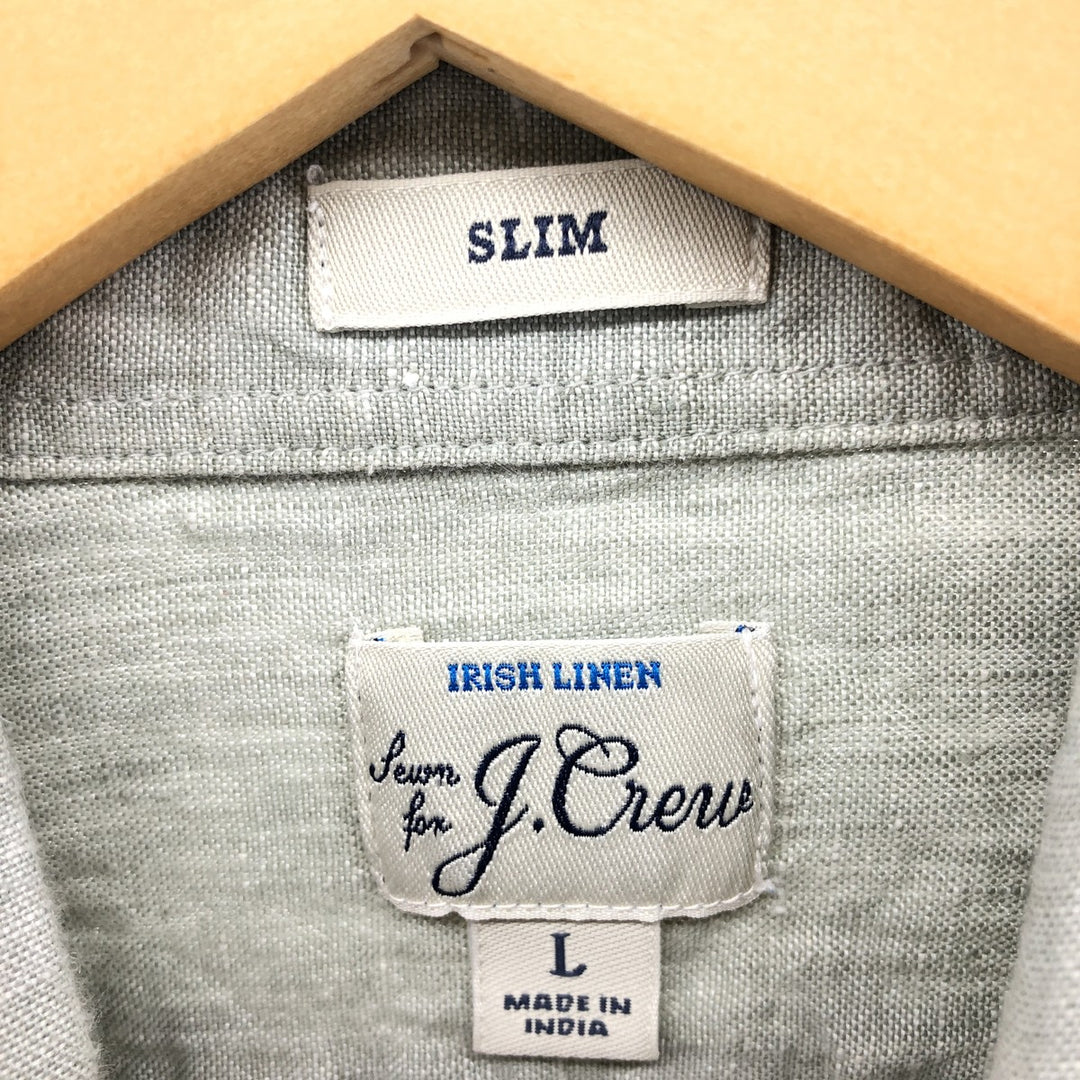 SLIM
IRISH LINEN
Sewn
for J.Crew
L
MADE IN
INDIA